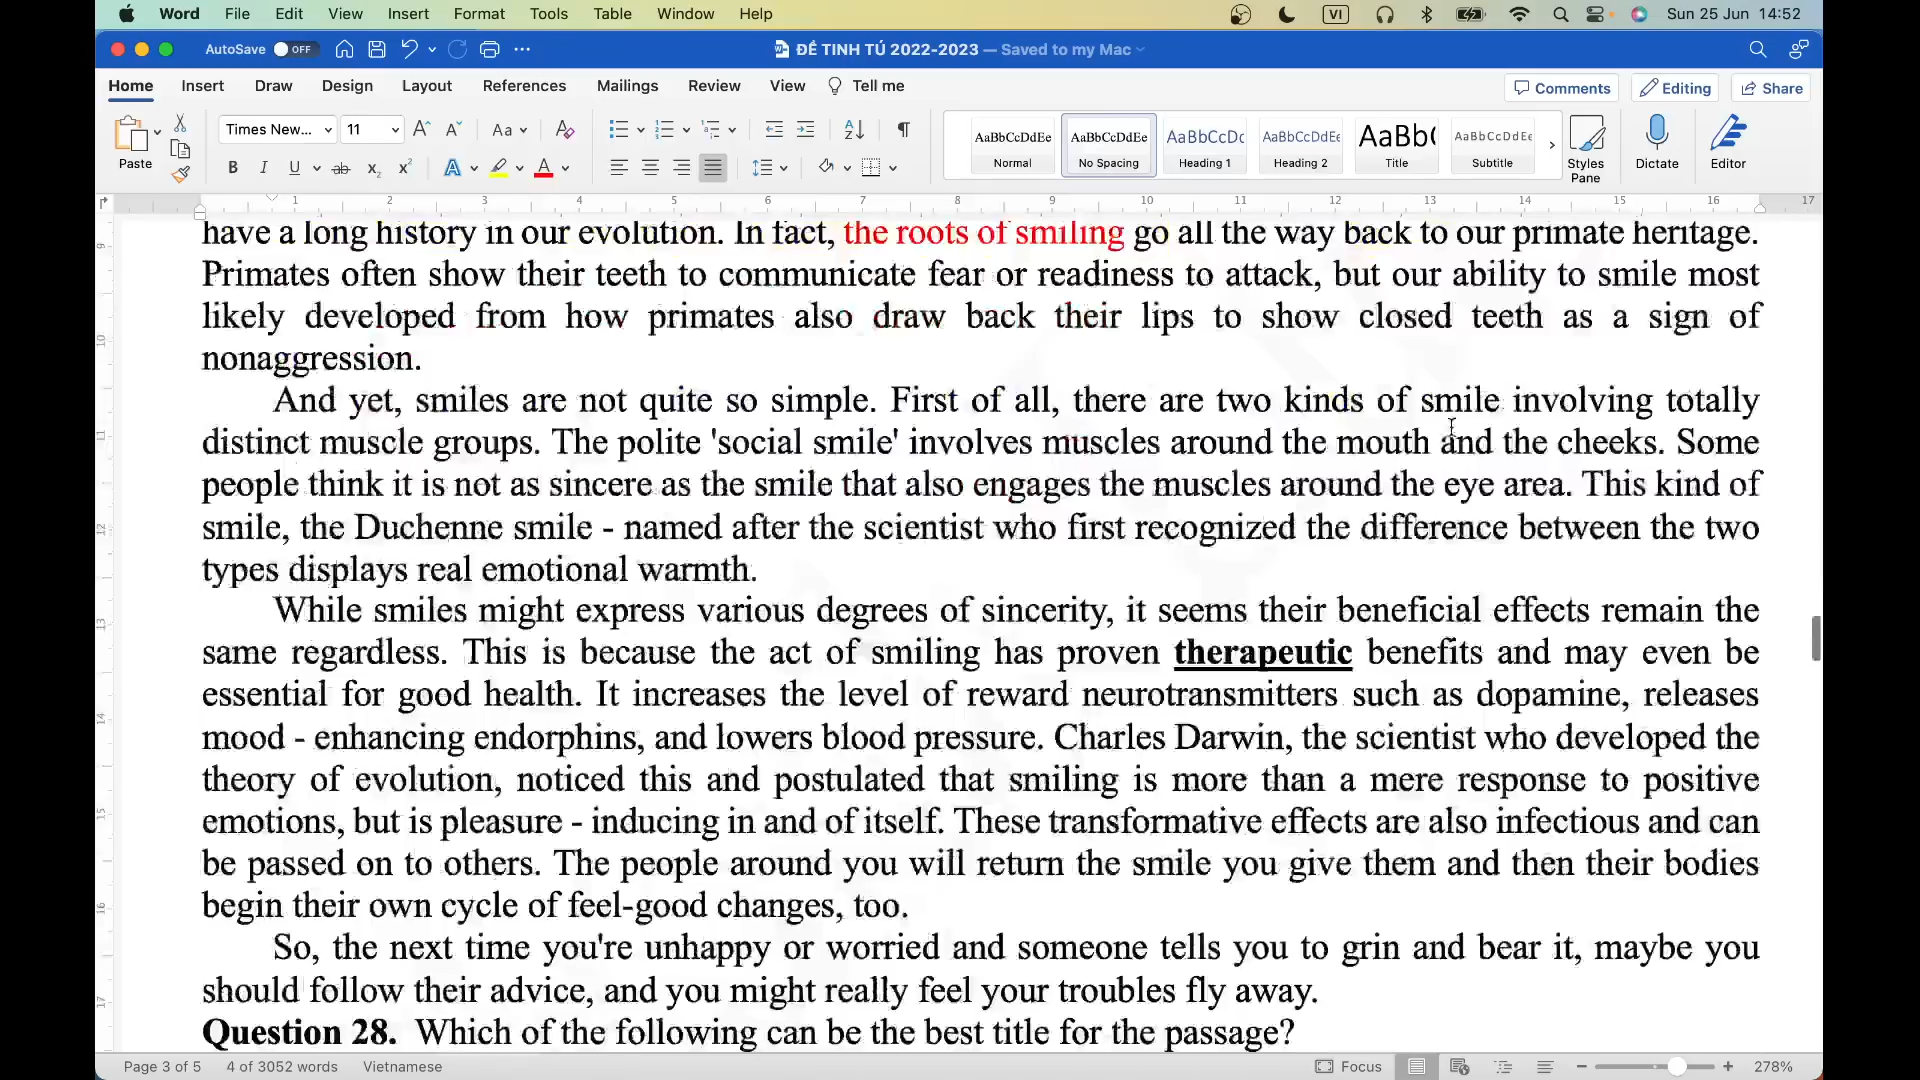 Word File Edit View Insert Format Tools Table Window Help VI Sun 25 Jun 14:52
AutoSave OFF ĐỀ TINH TÚ 2022-2023 — Saved to my Mac
Home Insert Draw Design Layout References Mailings Review View Tell me Comments Editing Share
Paste Times New... 11 Aa AaBbCcDdEe Normal AaBbCcDdEe No Spacing AaBbCcDc Heading 1 AaBbCcDdEe Heading 2 AaBb( Title AaBbCcDdEe Subtitle Styles Pane Dictate Editor
1 2 3 4 5 6 7 8 9 10 11 12 13 14 15 16 17
have a long history in our evolution. In fact, the roots of smiling go all the way back to our primate heritage.
Primates often show their teeth to communicate fear or readiness to attack, but our ability to smile most
likely developed from how primates also draw back their lips to show closed teeth as a sign of
nonaggression.
And yet, smiles are not quite so simple. First of all, there are two kinds of smile involving totally
distinct muscle groups. The polite 'social smile' involves muscles around the mouth and the cheeks. Some
people think it is not as sincere as the smile that also engages the muscles around the eye area. This kind of
smile, the Duchenne smile - named after the scientist who first recognized the difference between the two
types displays real emotional warmth.
While smiles might express various degrees of sincerity, it seems their beneficial effects remain the
same regardless. This is because the act of smiling has proven therapeutic benefits and may even be
essential for good health. It increases the level of reward neurotransmitters such as dopamine, releases
mood - enhancing endorphins, and lowers blood pressure. Charles Darwin, the scientist who developed the
theory of evolution, noticed this and postulated that smiling is more than a mere response to positive
emotions, but is pleasure - inducing in and of itself. These transformative effects are also infectious and can
be passed on to others. The people around you will return the smile you give them and then their bodies
begin their own cycle of feel-good changes, too.
So, the next time you're unhappy or worried and someone tells you to grin and bear it, maybe you
should follow their advice, and you might really feel your troubles fly away.
Question 28. Which of the following can be the best title for the passage?
Page 3 of 5 4 of 3052 words Vietnamese Focus 278%